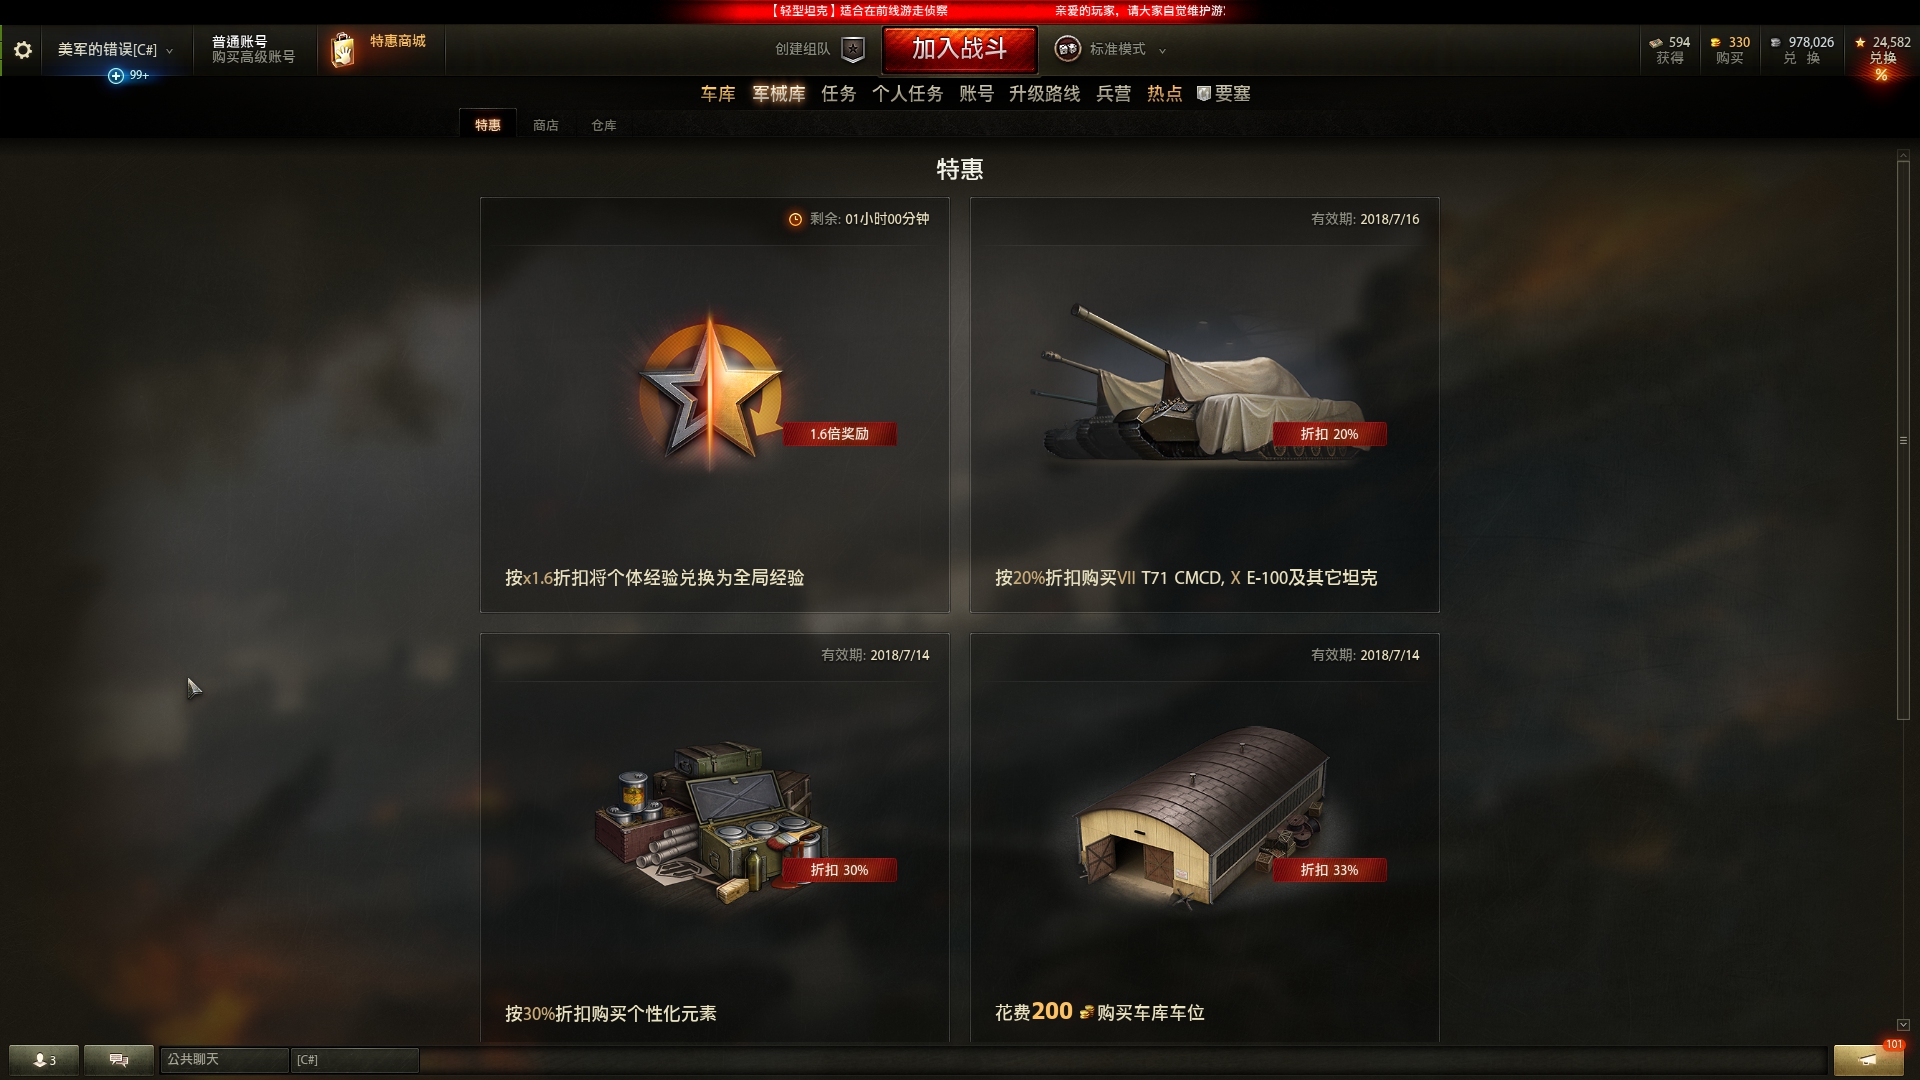 【轻型坦克】适合在前线游走侦察
亲爱的玩家，请大家自觉维护游
美军的错误[C#]
99+
普通账号
购买高级账号
特惠商城
创建组队
加入战斗
标准模式
594
获得
330
购买
978,026
兑 换
24,582
兑换
%
车库 军械库 任务 个人任务 账号 升级路线 兵营 热点 要塞
特惠 商店 仓库
特惠
剩余: 01小时00分钟
1.6倍奖励
按x1.6折扣将个体经验兑换为全局经验
有效期: 2018/7/16
折扣 20%
按20%折扣购买VII T71 CMCD, X E-100及其它坦克
有效期: 2018/7/14
折扣 30%
按30%折扣购买个性化元素
有效期: 2018/7/14
折扣 33%
花费200 购买车库车位
3
公共聊天
[C#]
101